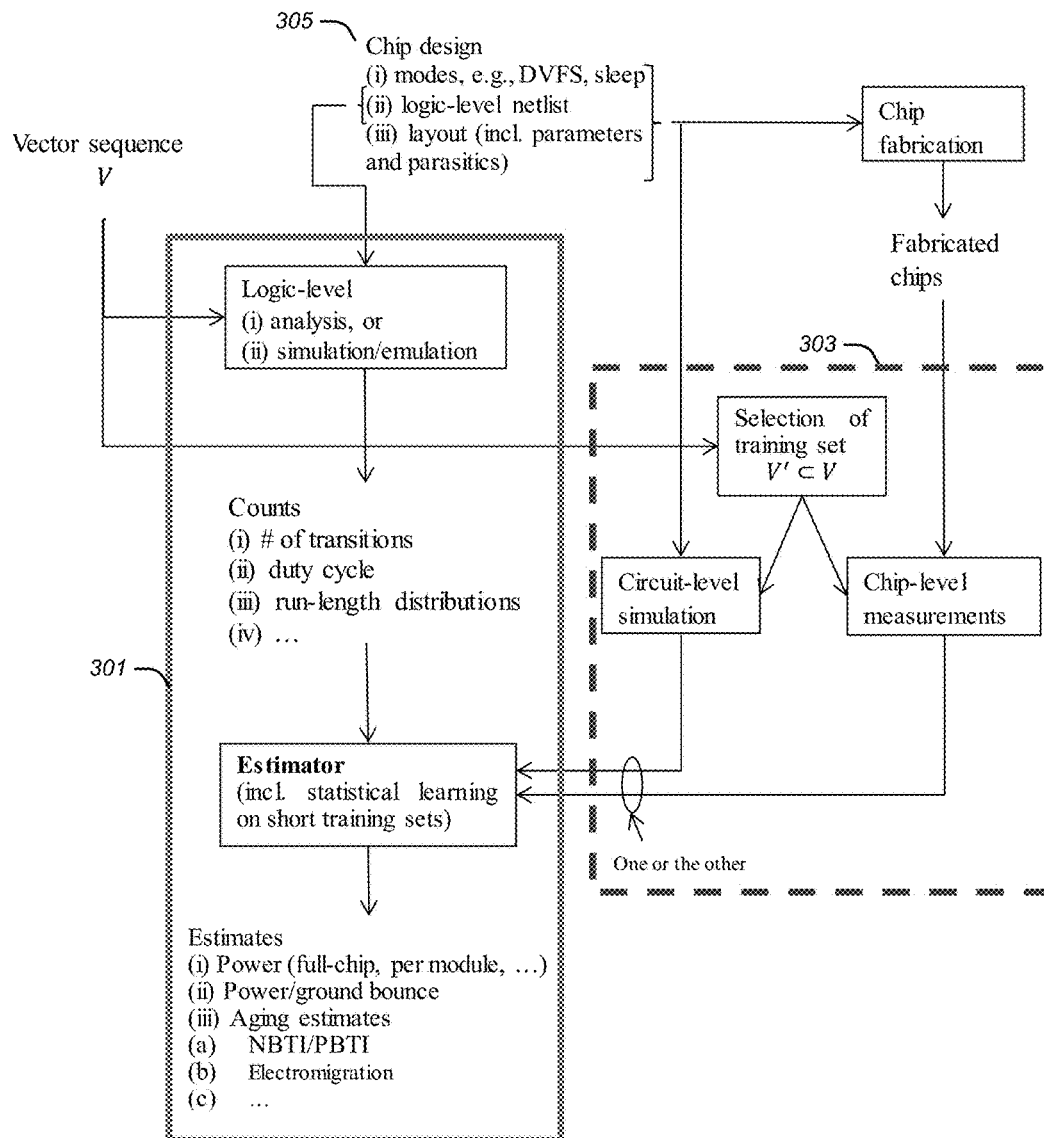 305
Chip design
(i) modes, e.g., DVFS, sleep
(ii) logic-level netlist
(iii) layout (incl. parameters
and parasitics)
Chip
fabrication
Vector sequence
V
Fabricated
chips
Logic-level
(i) analysis, or
(ii) simulation/emulation
303
Selection of
training set
V' ⊂ V
Counts
(i) # of transitions
(ii) duty cycle
(iii) run-length distributions
(iv) ...
Circuit-level
simulation
Chip-level
measurements
301
Estimator
(incl. statistical learning
on short training sets)
One or the other
Estimates
(i) Power (full-chip, per module, ...)
(ii) Power/ground bounce
(iii) Aging estimates
(a) NBTI/PBTI
(b) Electromigration
(c) ...